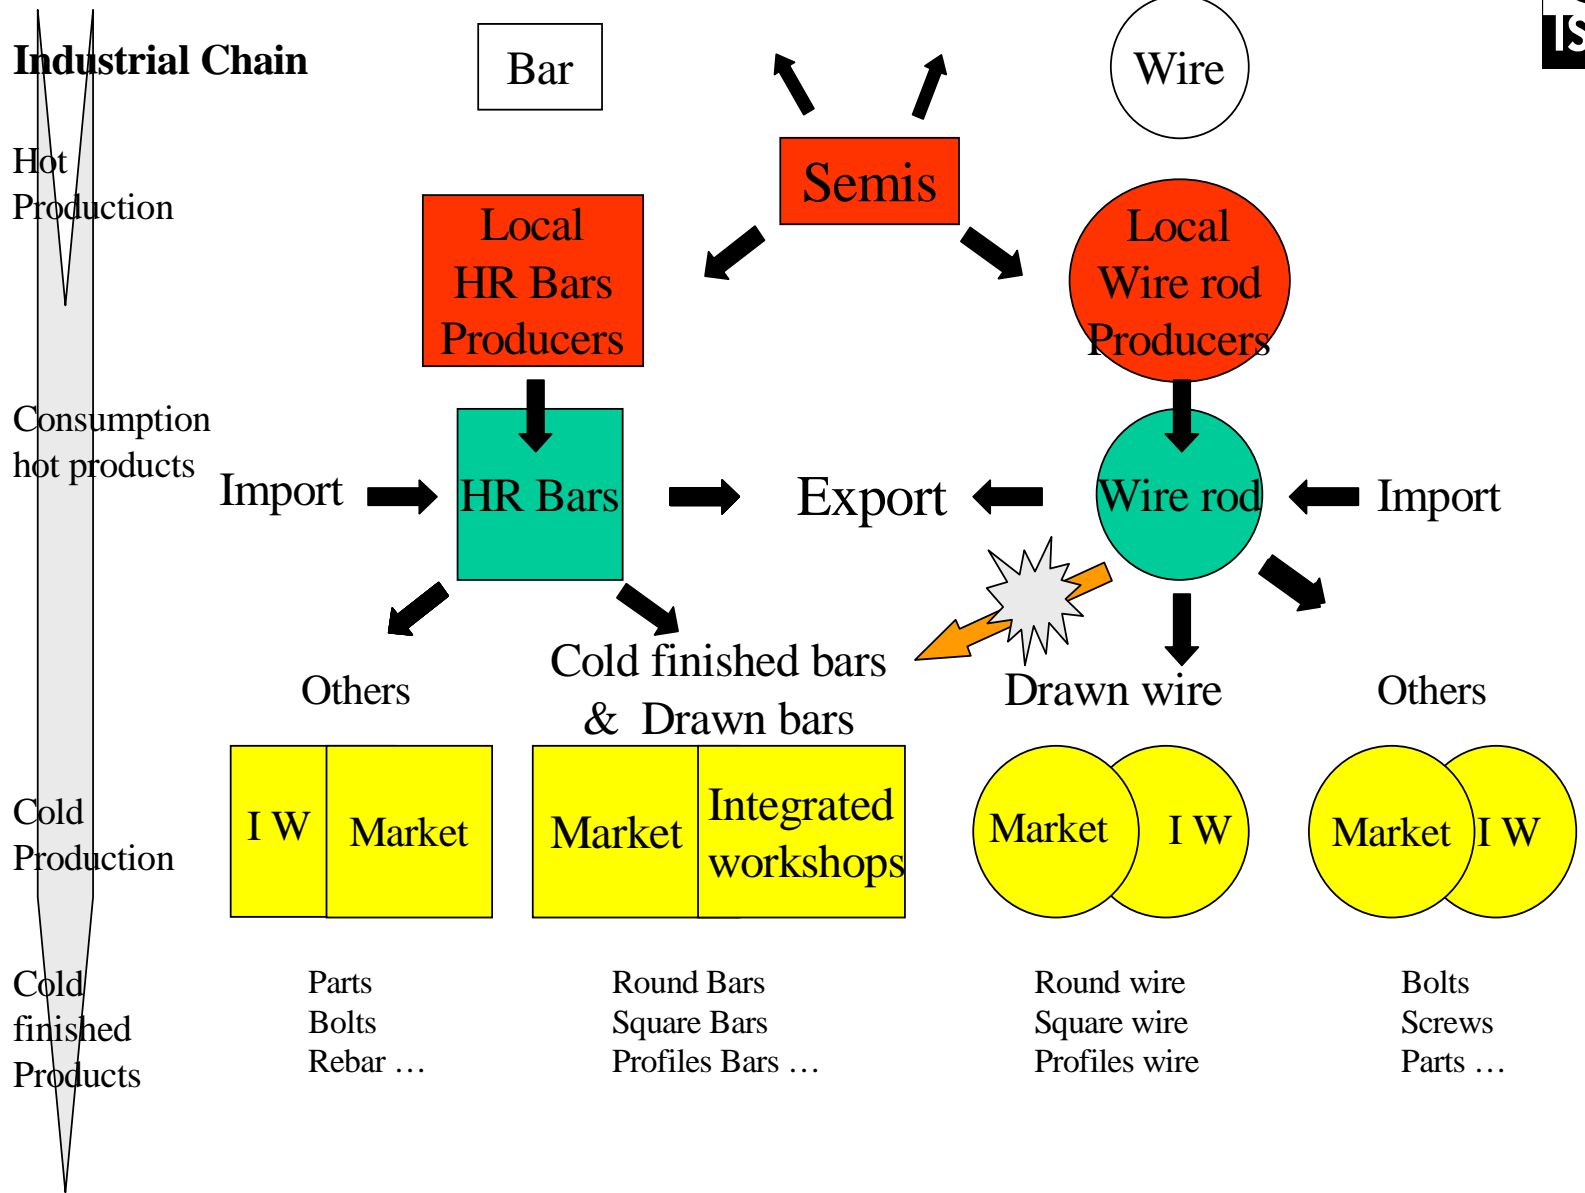 Industrial Chain
Bar
Wire
IS
Hot
Production
Semis
Local
HR Bars
Producers
Local
Wire rod
Producers
Consumption
hot products
Import
HR Bars
Export
Wire rod
Import
Others
Cold finished bars
& Drawn bars
Drawn wire
Others
Cold
Production
I W
Market
Market
Integrated
workshops
Market
I W
Market
I W
Cold
finished
Products
Parts
Bolts
Rebar …
Round Bars
Square Bars
Profiles Bars …
Round wire
Square wire
Profiles wire
Bolts
Screws
Parts …